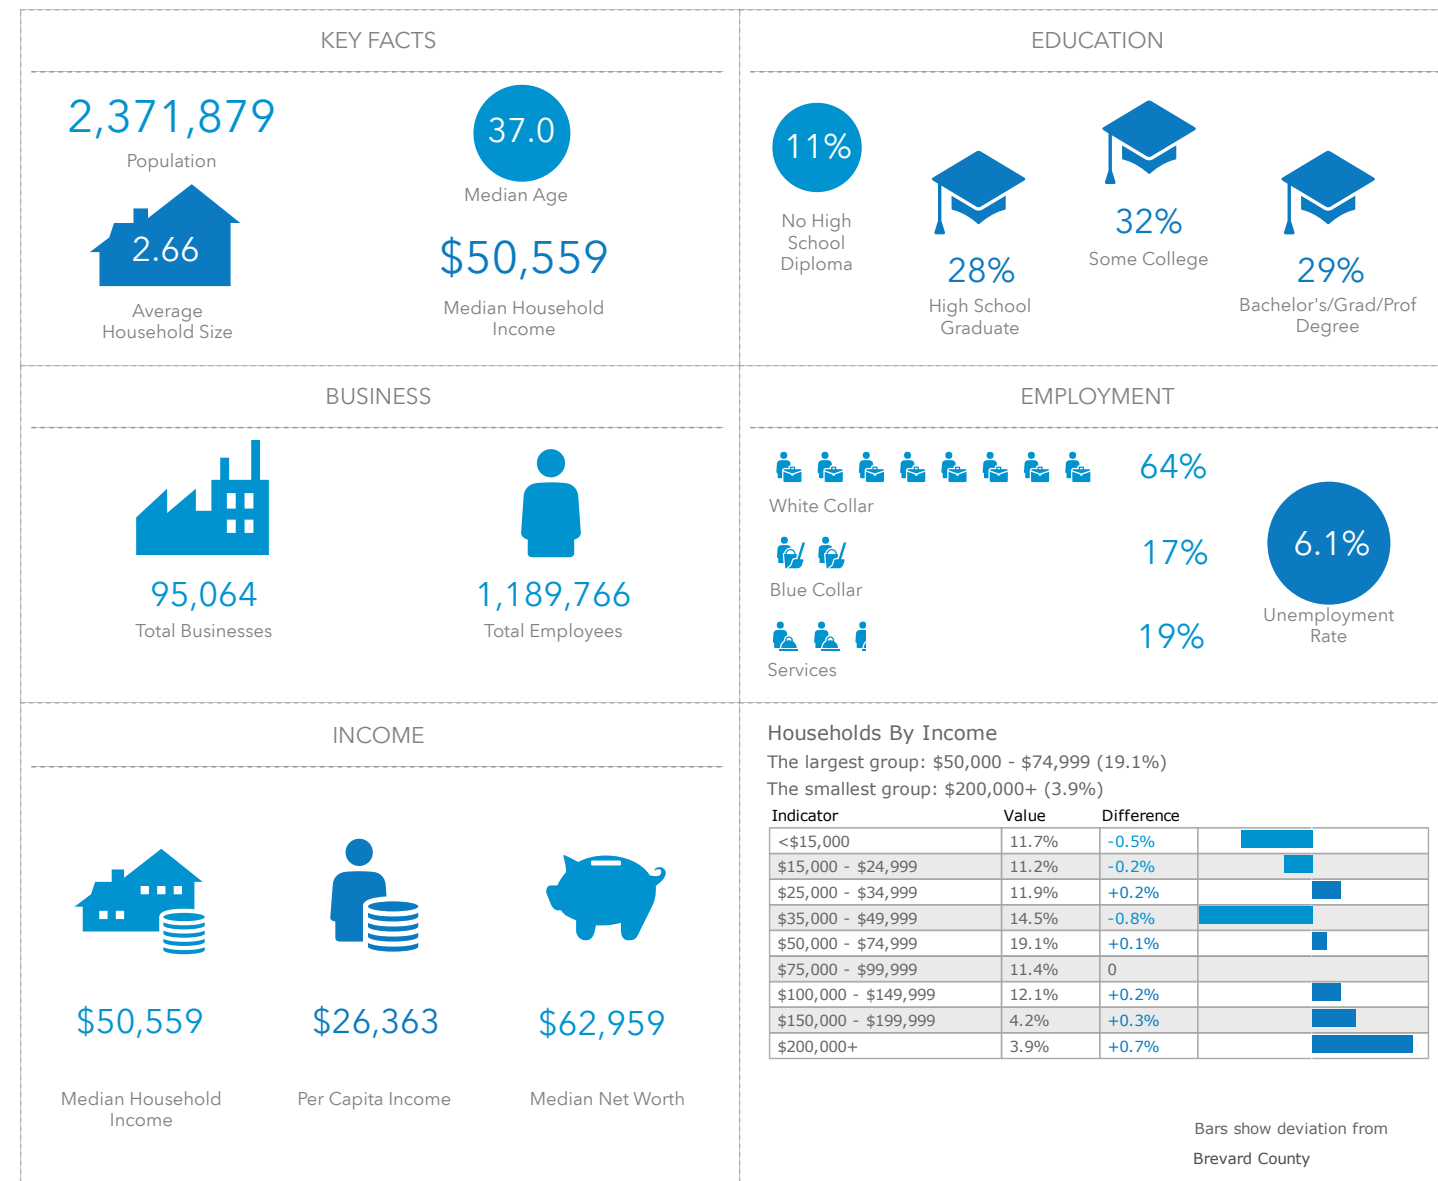 KEY FACTS
2,371,879
Population
37.0
Median Age
2.66
Average
Household Size
$50,559
Median Household
Income
EDUCATION
11%
No High
School
Diploma
28%
High School
Graduate
32%
Some College
29%
Bachelor's/Grad/Prof
Degree
BUSINESS
95,064
Total Businesses
1,189,766
Total Employees
EMPLOYMENT
64%
White Collar
17%
Blue Collar
19%
Services
6.1%
Unemployment
Rate
INCOME
$50,559
Median Household
Income
$26,363
Per Capita Income
$62,959
Median Net Worth
Households By Income
The largest group: $50,000 - $74,999 (19.1%)
The smallest group: $200,000+ (3.9%)
Indicator Value Difference
<$15,000 11.7% -0.5%
$15,000 - $24,999 11.2% -0.2%
$25,000 - $34,999 11.9% +0.2%
$35,000 - $49,999 14.5% -0.8%
$50,000 - $74,999 19.1% +0.1%
$75,000 - $99,999 11.4% 0
$100,000 - $149,999 12.1% +0.2%
$150,000 - $199,999 4.2% +0.3%
$200,000+ 3.9% +0.7%
Bars show deviation from
Brevard County